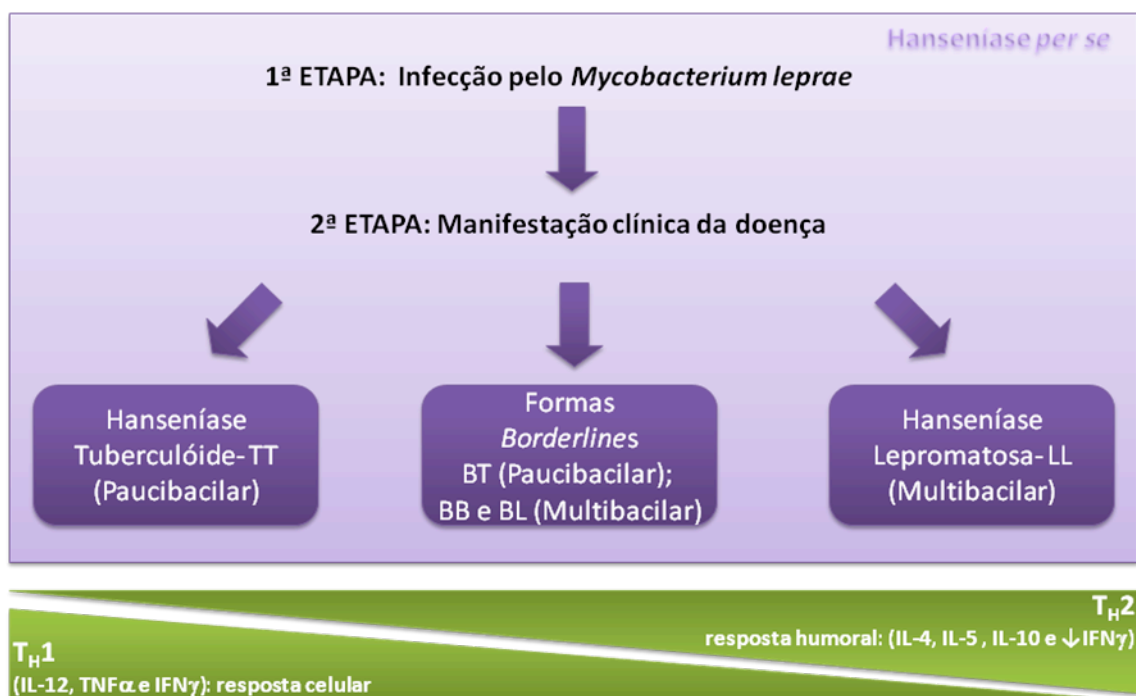 Hanseníase per se
1ª ETAPA: Infecção pelo Mycobacterium leprae
2ª ETAPA: Manifestação clínica da doença
Hanseníase
Tuberculóide-TT
(Paucibacilar)
Formas
Borderlines
BT (Paucibacilar);
BB e BL (Multibacilar)
Hanseníase
Lepromatosa-LL
(Multibacilar)
TH2
resposta humoral: (IL-4, IL-5 , IL-10 e ↓IFNγ)
TH1
(IL-12, TNFα e IFNγ): resposta celular